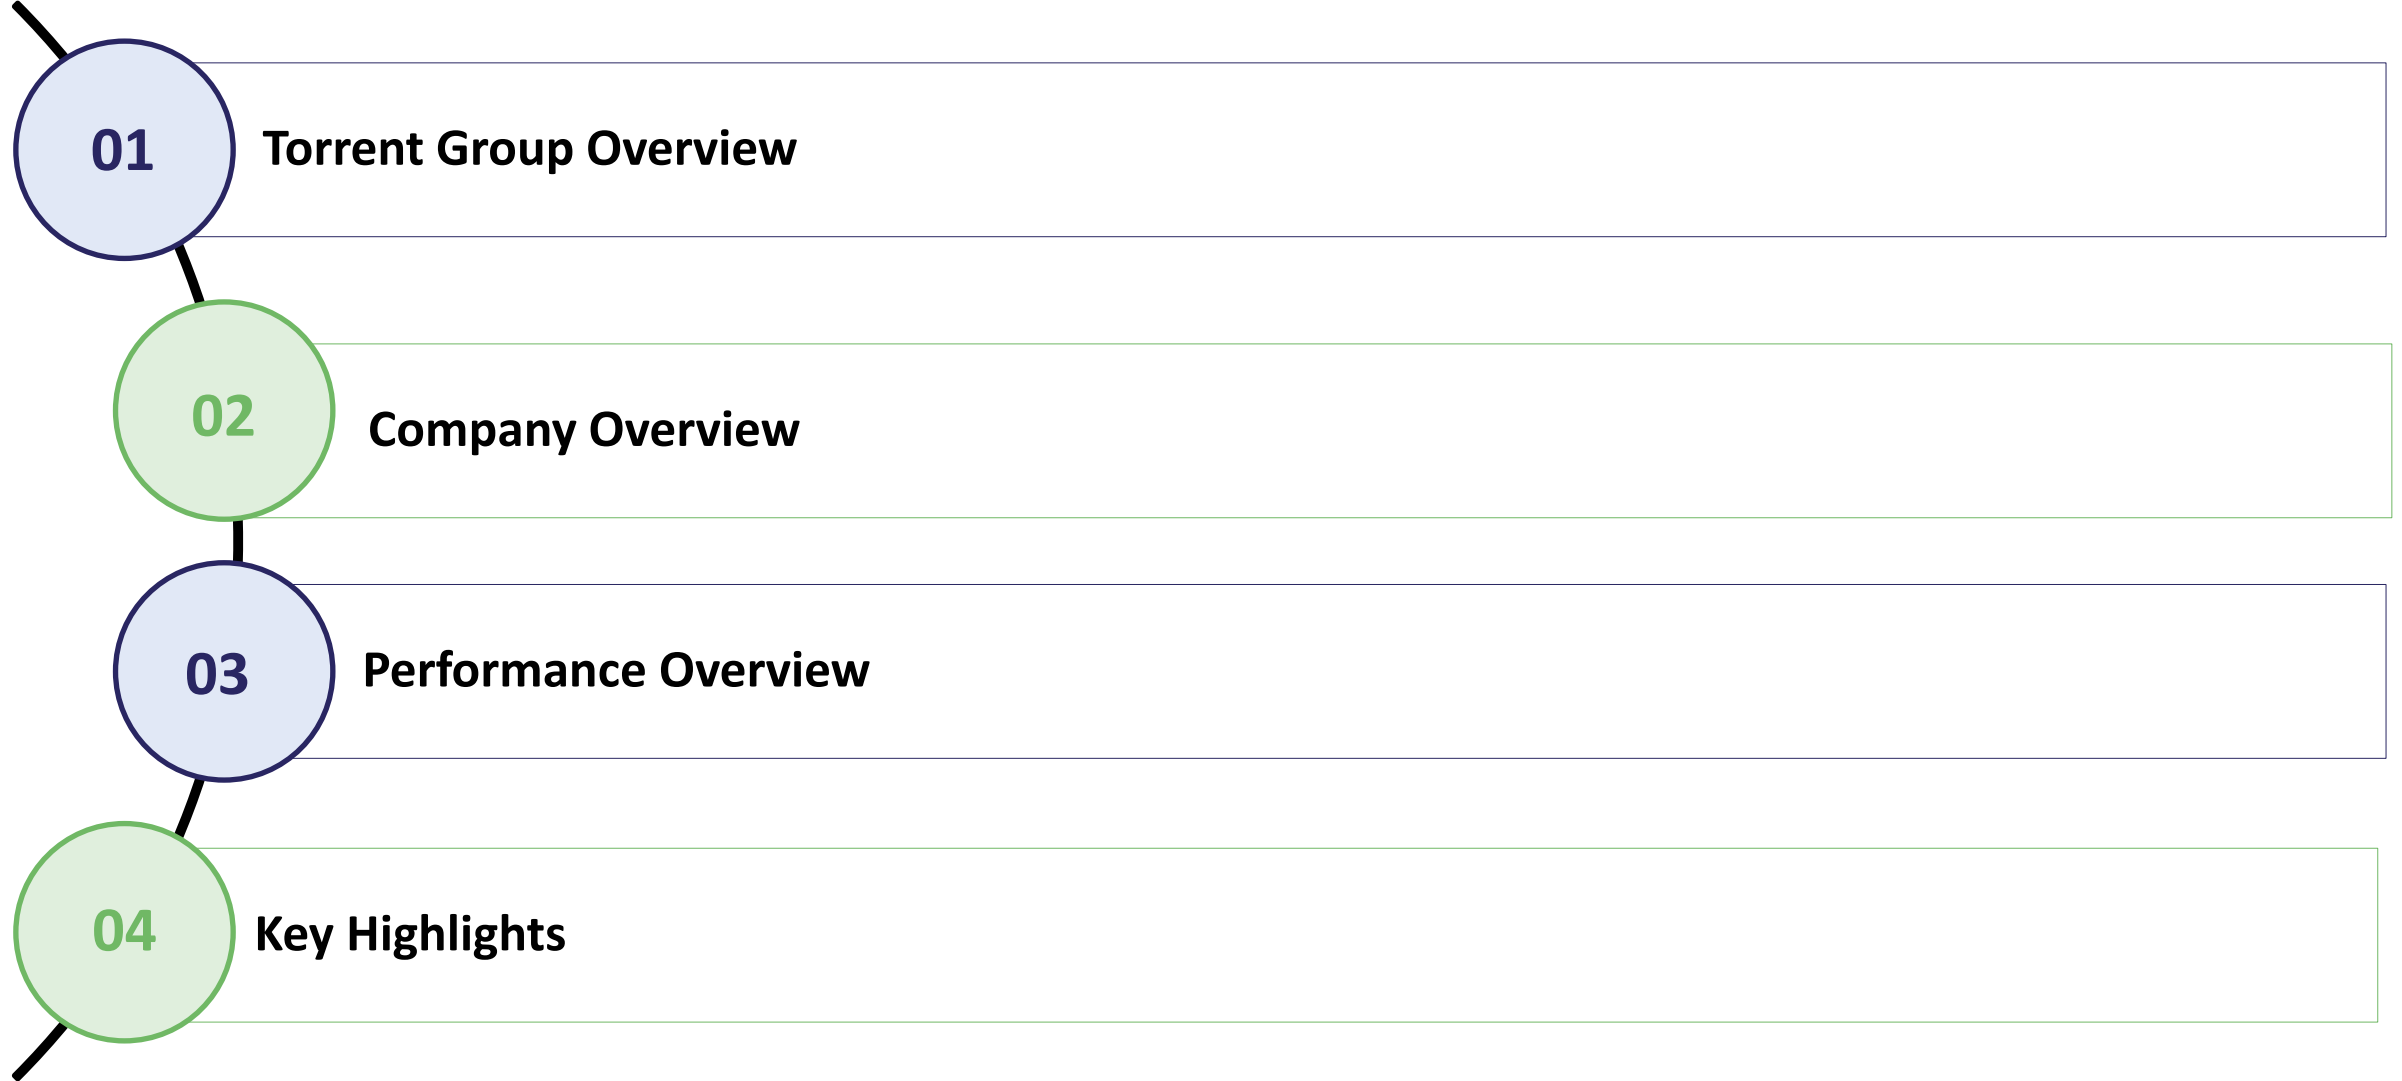 01
Torrent Group Overview
02
Company Overview
03
Performance Overview
04
Key Highlights